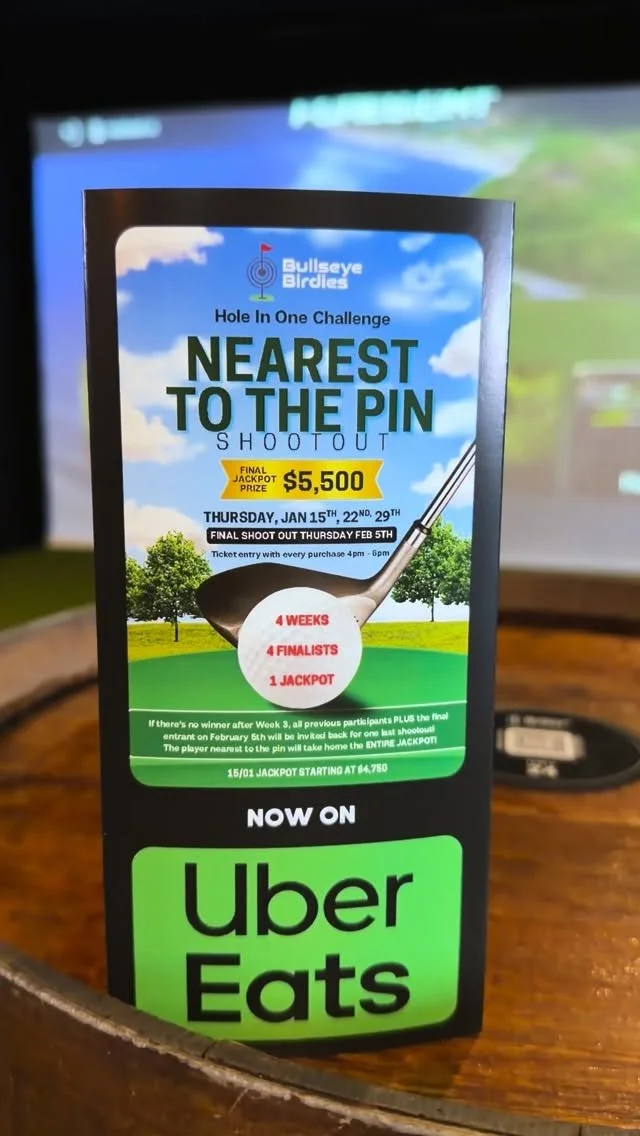 Bullseye
Birdies
Hole In One Challenge
NEAREST
TO THE PIN
SHOOTOUT
FINAL
JACKPOT
PRIZE
$5,500
THURSDAY, JAN 15TH, 22ND, 29TH
FINAL SHOOT OUT THURSDAY FEB 5TH
Ticket entry with every purchase 4pm - 6pm
4 WEEKS
4 FINALISTS
1 JACKPOT
If there's no winner after Week 3, all previous participants PLUS the final
entrant on February 5th will be invited back for one last shootout!
The player nearest to the pin will take home the ENTIRE JACKPOT!
15/01 JACKPOT STARTING AT $4,750
NOW ON
Uber
Eats